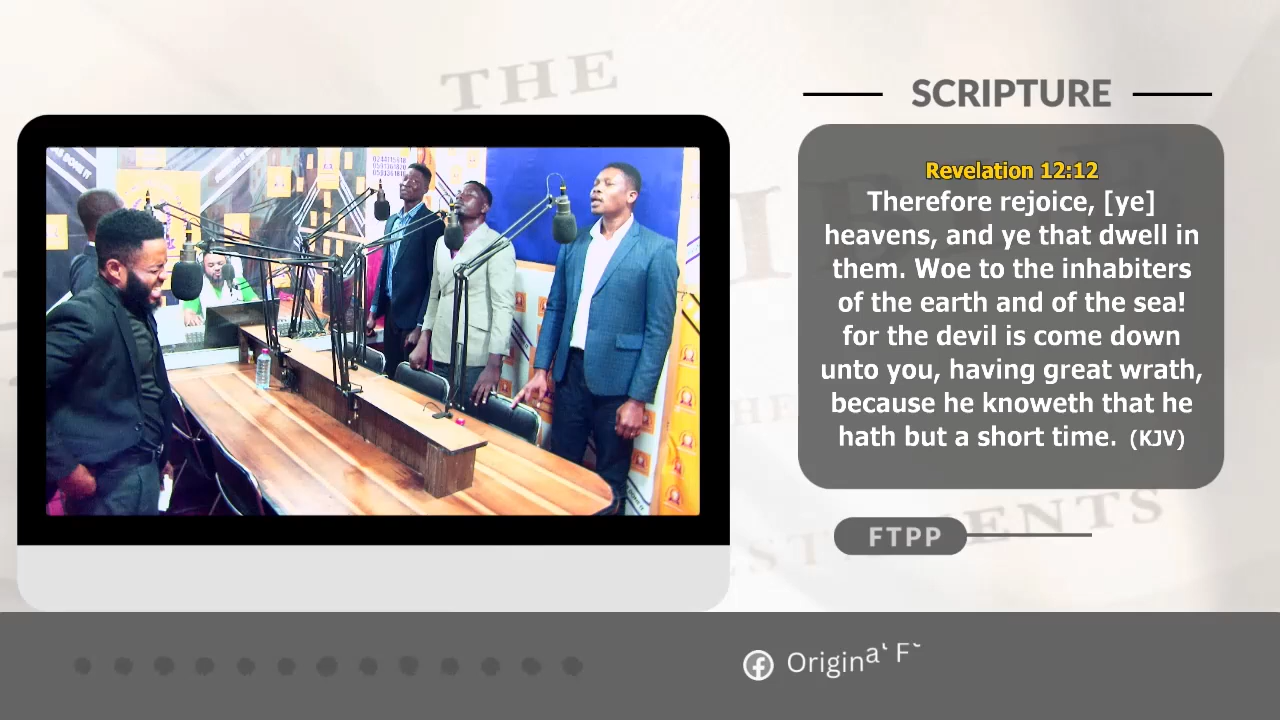 THE
SCRIPTURE
Revelation 12:12
Therefore rejoice, [ye]
heavens, and ye that dwell in
them. Woe to the inhabiters
of the earth and of the sea!
for the devil is come down
unto you, having great wrath,
because he knoweth that he
hath but a short time. (KJV)
FTPP
Origina